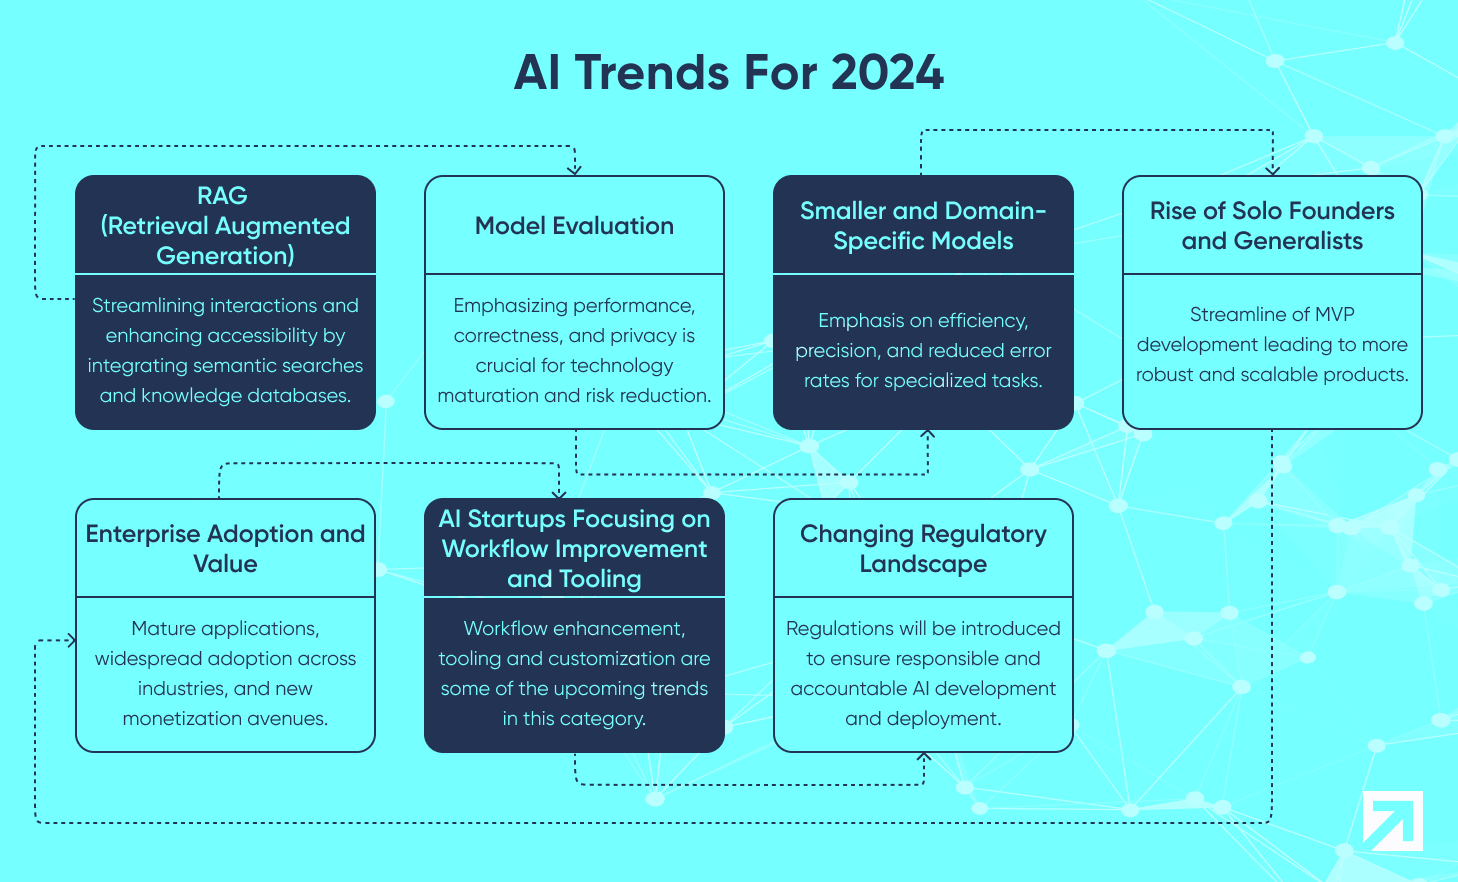 AI Trends For 2024
RAG
(Retrieval Augmented
Generation)
Streamlining interactions and
enhancing accessibility by
integrating semantic searches
and knowledge databases.
Model Evaluation
Emphasizing performance,
correctness, and privacy is
crucial for technology
maturation and risk reduction.
Smaller and Domain-
Specific Models
Emphasis on efficiency,
precision, and reduced error
rates for specialized tasks.
Rise of Solo Founders
and Generalists
Streamline of MVP
development leading to more
robust and scalable products.
Enterprise Adoption and
Value
Mature applications,
widespread adoption across
industries, and new
monetization avenues.
AI Startups Focusing on
Workflow Improvement
and Tooling
Workflow enhancement,
tooling and customization are
some of the upcoming trends
in this category.
Changing Regulatory
Landscape
Regulations will be introduced
to ensure responsible and
accountable AI development
and deployment.